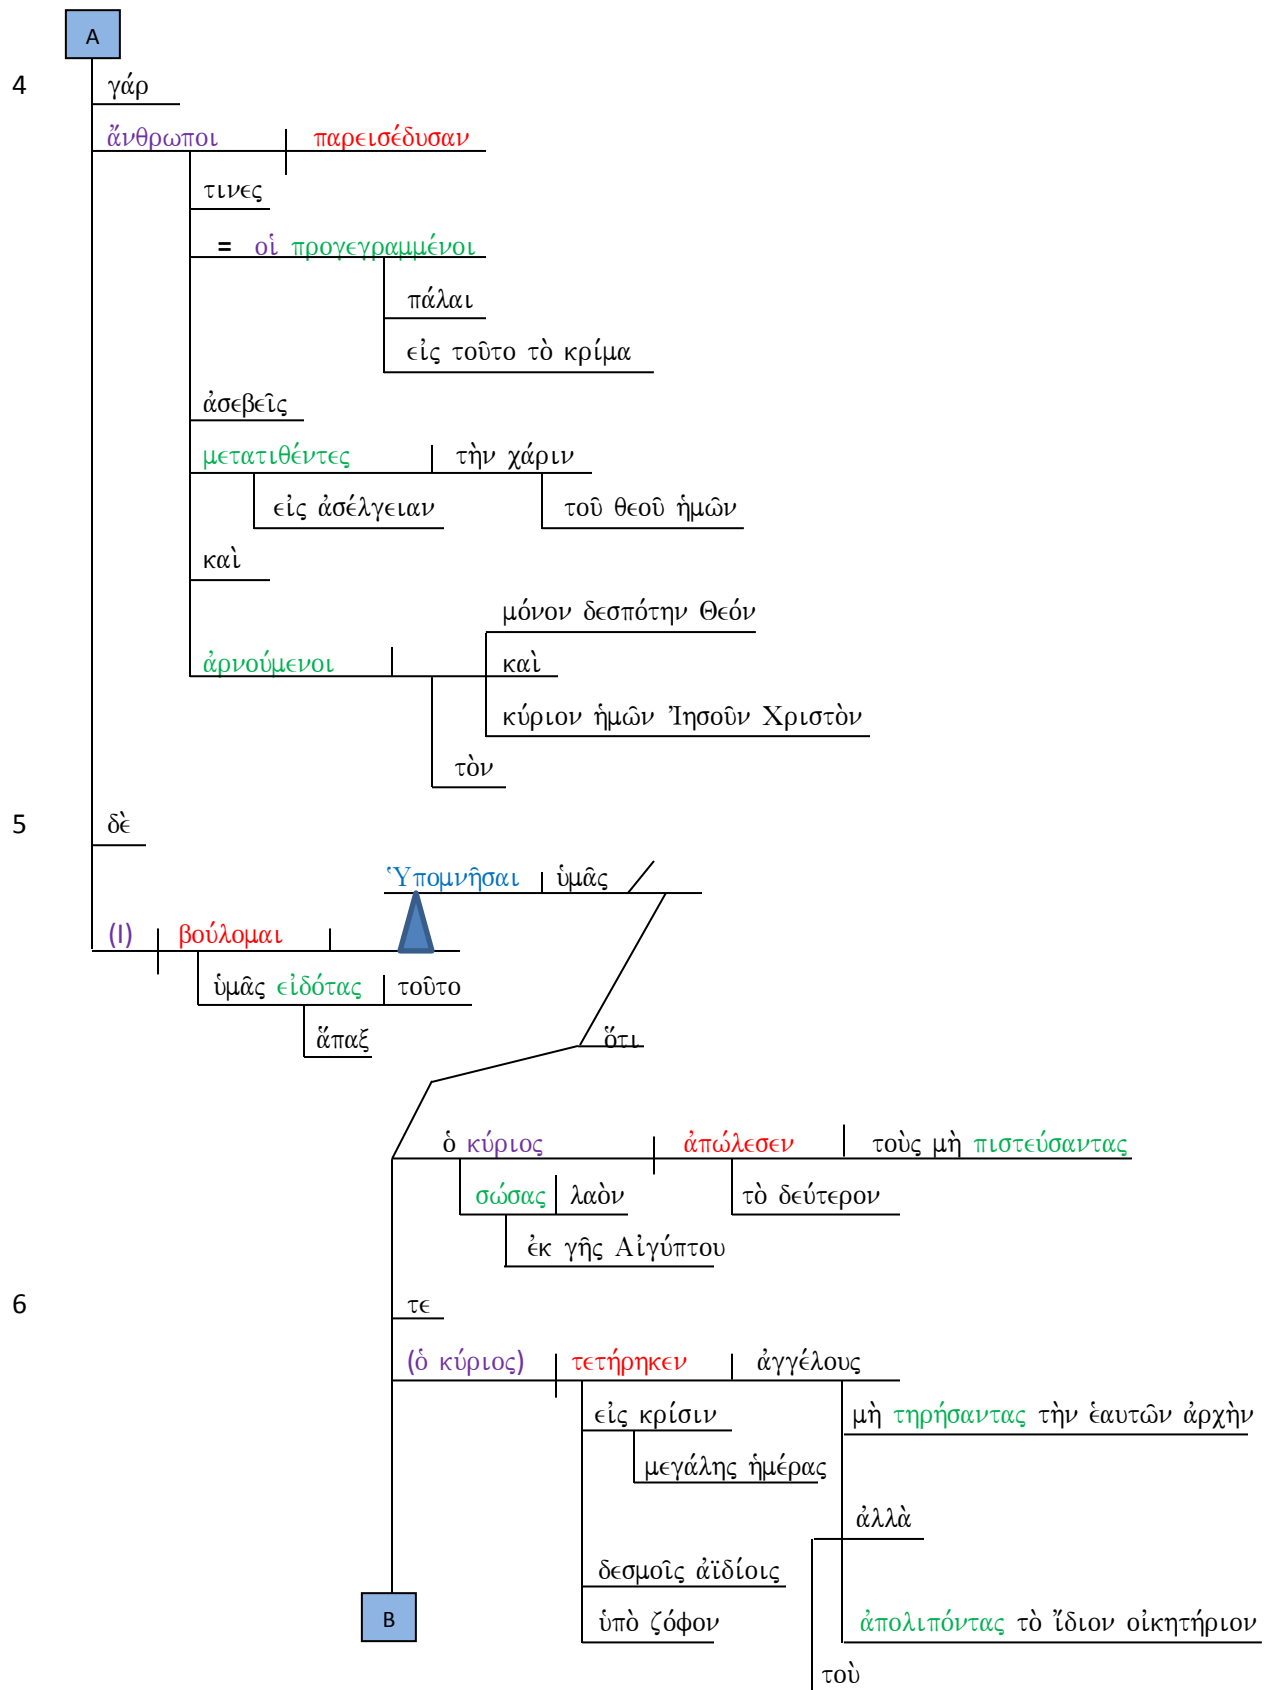 A
4
γάρ
ἄνθρωποι παρεισέδυσαν
τινες
= οἱ προγεγραμμένοι
πάλαι
εἰς τοῦτο τὸ κρίμα
ἀσεβεῖς
μετατιθέντες τὴν χάριν
εἰς ἀσέλγειαν τοῦ θεοῦ ἡμῶν
καὶ
μόνον δεσπότην Θεόν
ἀρνούμενοι καὶ
κύριον ἡμῶν Ἰησοῦν Χριστὸν
τὸν
5 δὲ
Ὑπομνῆσαι ὑμᾶς
(I) βούλομαι
ὑμᾶς εἰδότας τοῦτο
ἅπαξ
ὅτι
ὁ κύριος ἀπώλεσεν τοὺς μὴ πιστεύσαντας
σώσας λαὸν τὸ δεύτερον
ἐκ γῆς Αἰγύπτου
6 τε
(ὁ κύριος) τετήρηκεν ἀγγέλους
εἰς κρίσιν μὴ τηρήσαντας τὴν ἑαυτῶν ἀρχὴν
μεγάλης ἡμέρας
ἀλλὰ
δεσμοῖς ἀϊδίοις
B ὑπὸ ζόφον ἀπολιπόντας τὸ ἴδιον οἰκητήριον
τοὺ